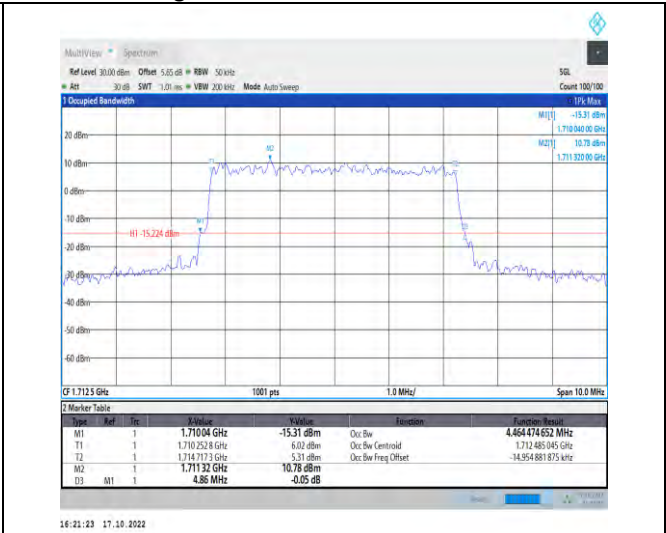 MultiView Spectrum
Ref Level 30.00 dBm Offset 5.85 dB RBW 50 kHz SGL
Att 30 dB SWT 1.01 ms VBW 200 kHz Mode Auto Sweep Count 100/100
1 Occupied Bandwidth 1Pk Max
M1[1] -15.31 dBm
1.710 040 00 GHz
20 dBm
M2[1] 10.78 dBm
1.711 320 00 GHz
M2
10 dBm
0 dBm
-10 dBm
M1
H1 -15.224 dBm
-20 dBm
-30 dBm
-40 dBm
-50 dBm
-60 dBm
CF 1.712 5 GHz 1001 pts 1.0 MHz/ Span 10.0 MHz
2 Marker Table
Type Ref Trc X-Value Y-Value Function Function Result
M1 1 1.710 04 GHz -15.31 dBm Occ Bw 4.464 474 652 MHz
T1 1 1.710 252 8 GHz 6.02 dBm Occ Bw Centroid 1.712 485 045 GHz
T2 1 1.714 717 3 GHz 5.31 dBm Occ Bw Freq Offset -14.954 881 875 kHz
M2 1 1.711 32 GHz 10.78 dBm
D3 M1 1 4.86 MHz -0.05 dB
16:21:23 17.10.2022